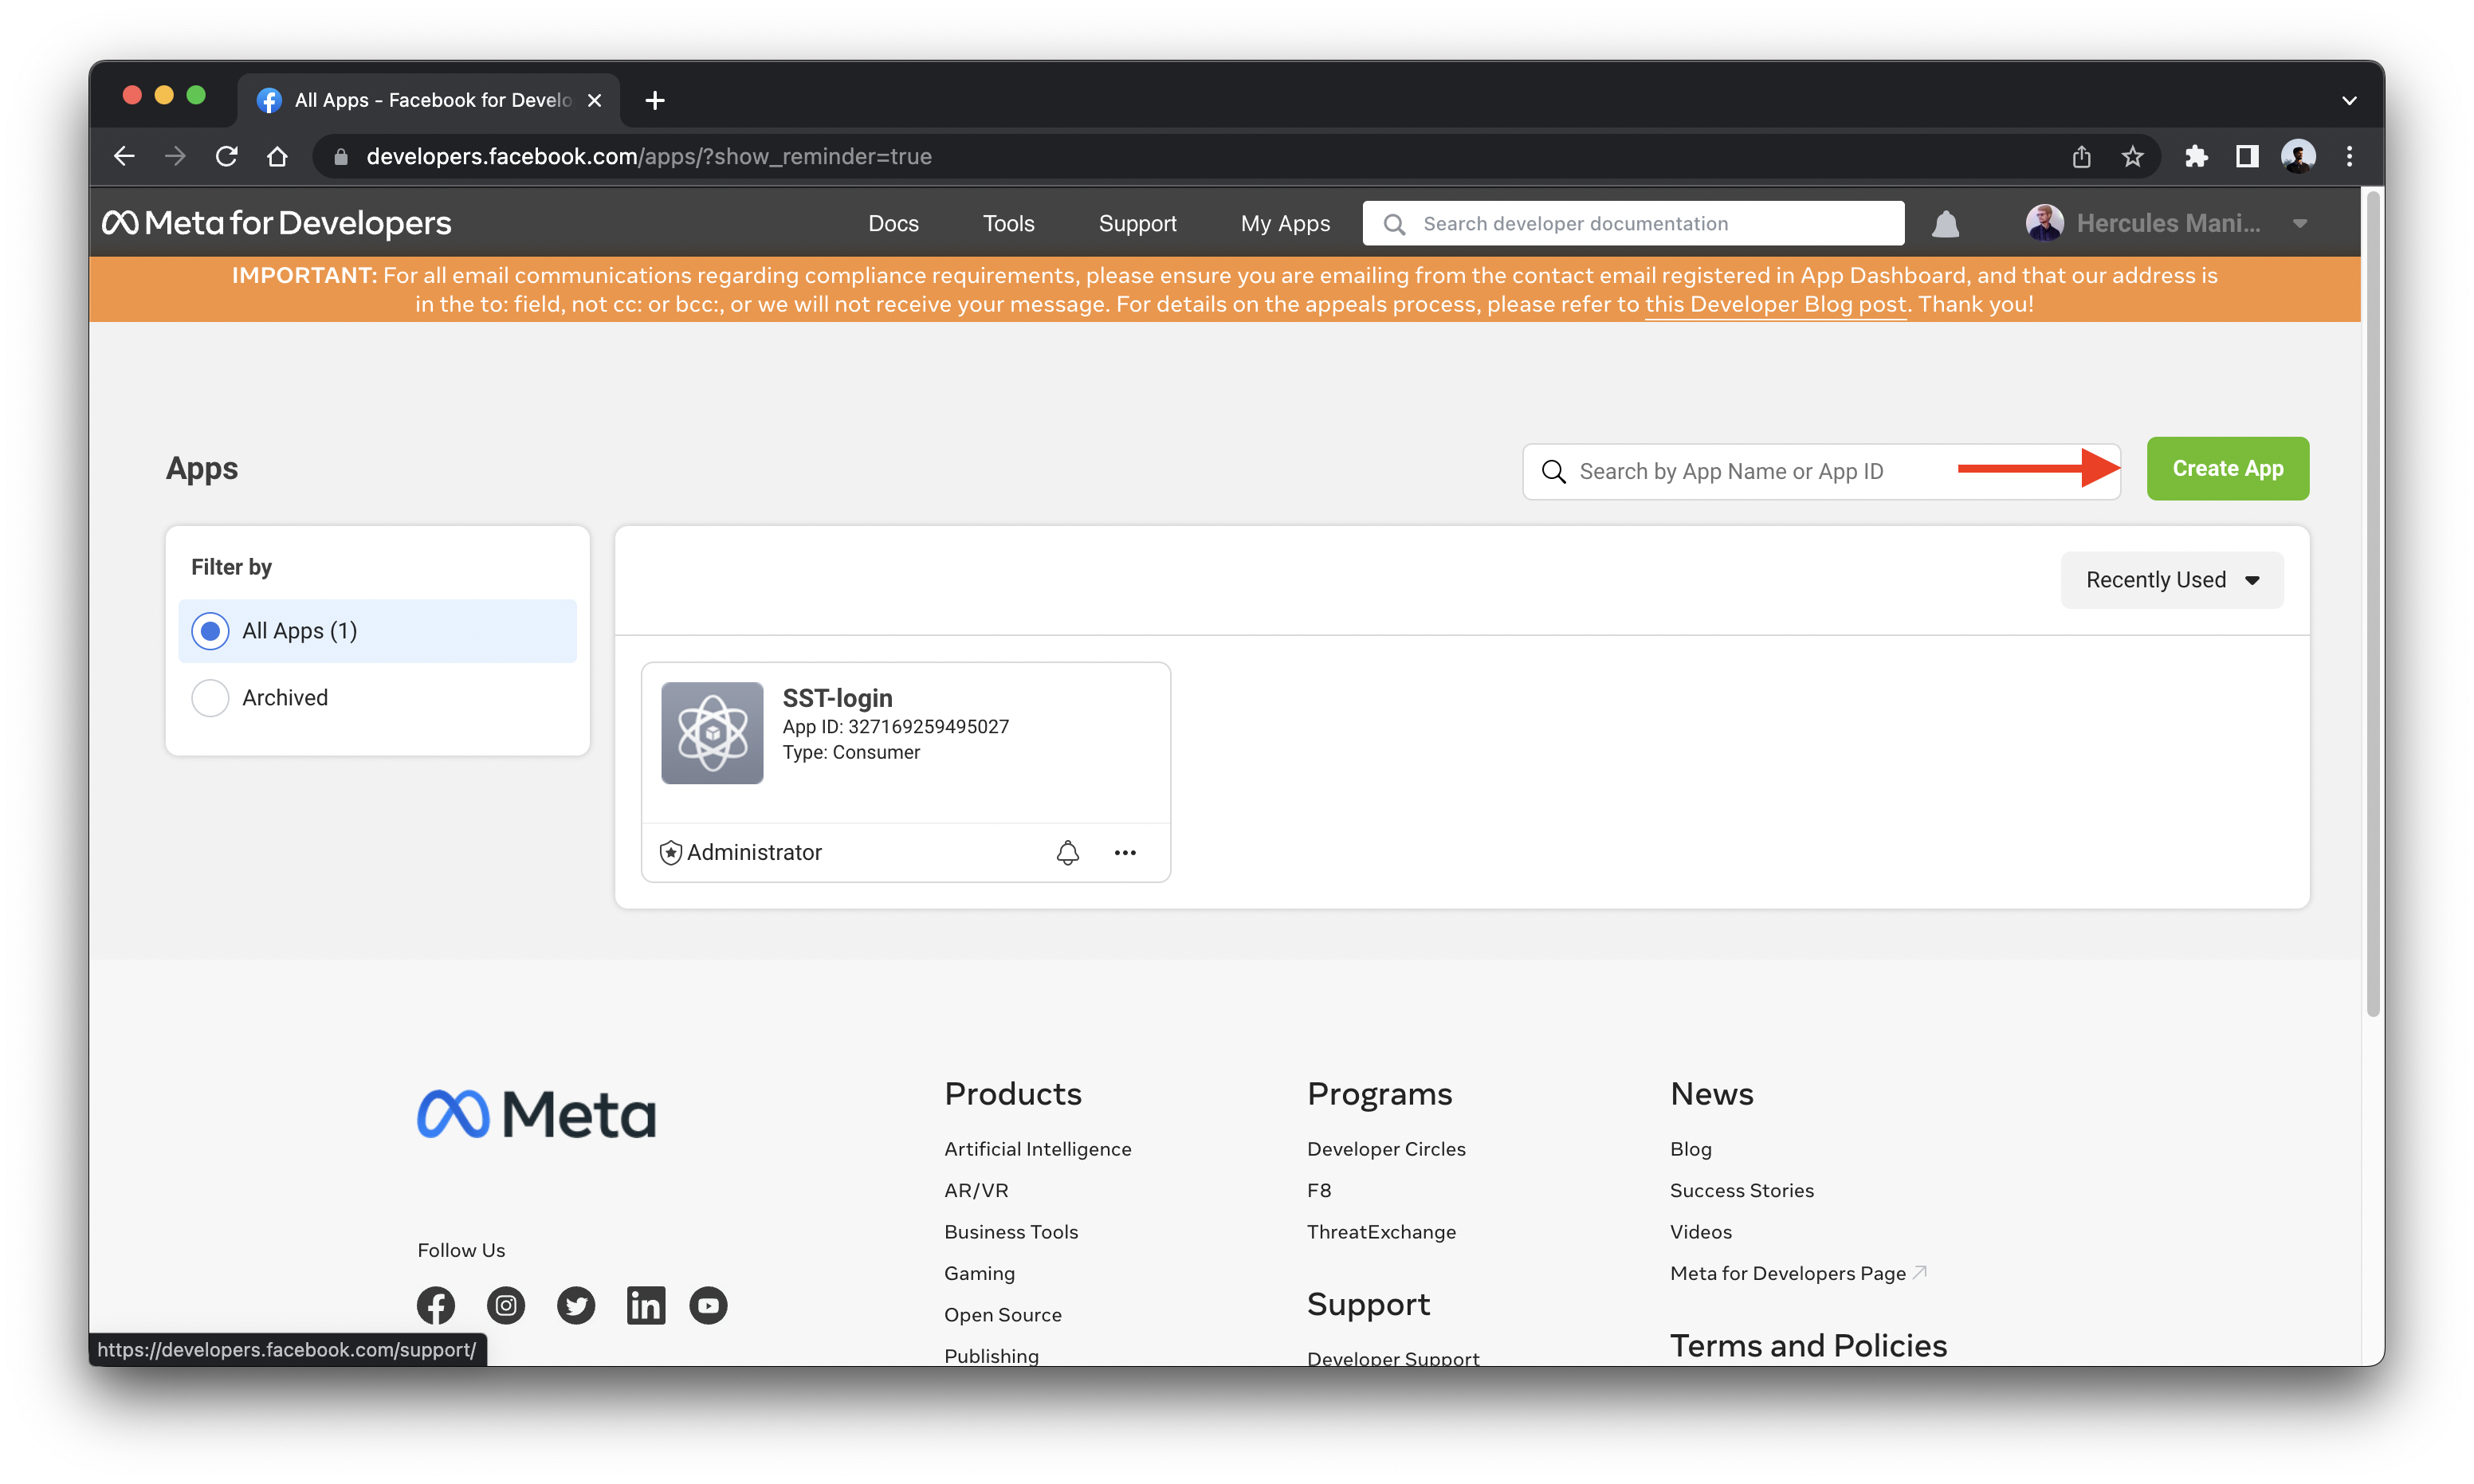 All Apps - Facebook for Develo
developers.facebook.com/apps/?show_reminder=true
Meta for Developers
Docs
Tools
Support
My Apps
Search developer documentation
Hercules Mani...
IMPORTANT: For all email communications regarding compliance requirements, please ensure you are emailing from the contact email registered in App Dashboard, and that our address is
in the to: field, not cc: or bcc:, or we will not receive your message. For details on the appeals process, please refer to this Developer Blog post. Thank you!
Apps
Search by App Name or App ID
Create App
Filter by
All Apps (1)
Archived
Recently Used
SST-login
App ID: 327169259495027
Type: Consumer
Administrator
Meta
Follow Us
Products
Artificial Intelligence
AR/VR
Business Tools
Gaming
Open Source
Publishing
Programs
Developer Circles
F8
ThreatExchange
Support
Developer Support
News
Blog
Success Stories
Videos
Meta for Developers Page
Terms and Policies
https://developers.facebook.com/support/